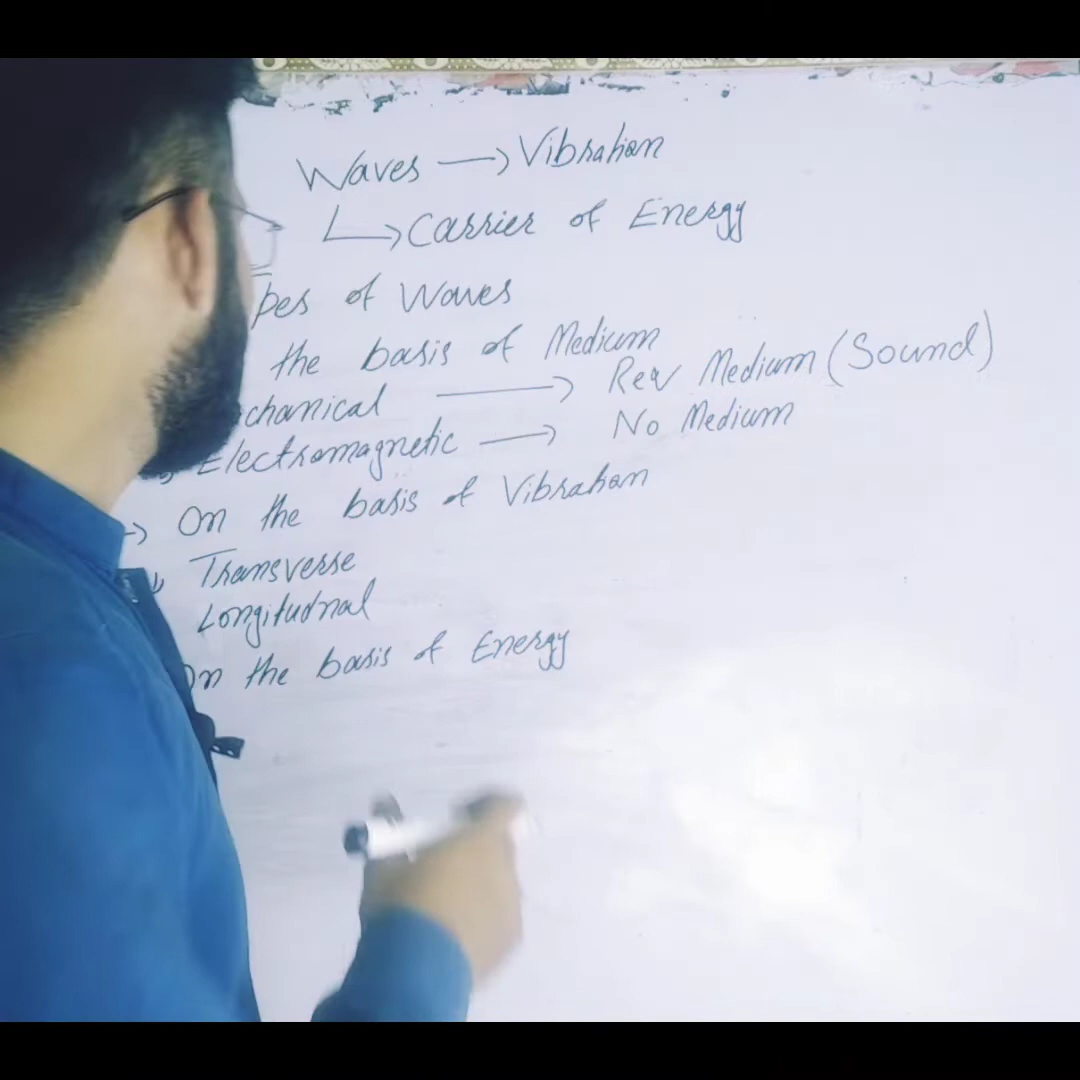 Waves → Vibration
↳ Carrier of Energy
pes of Waves
the basis of Medium
chanical → Req Medium (Sound)
Electromagnetic → No Medium
→ On the basis of Vibration
Transverse
Longitudnal
On the basis of Energy